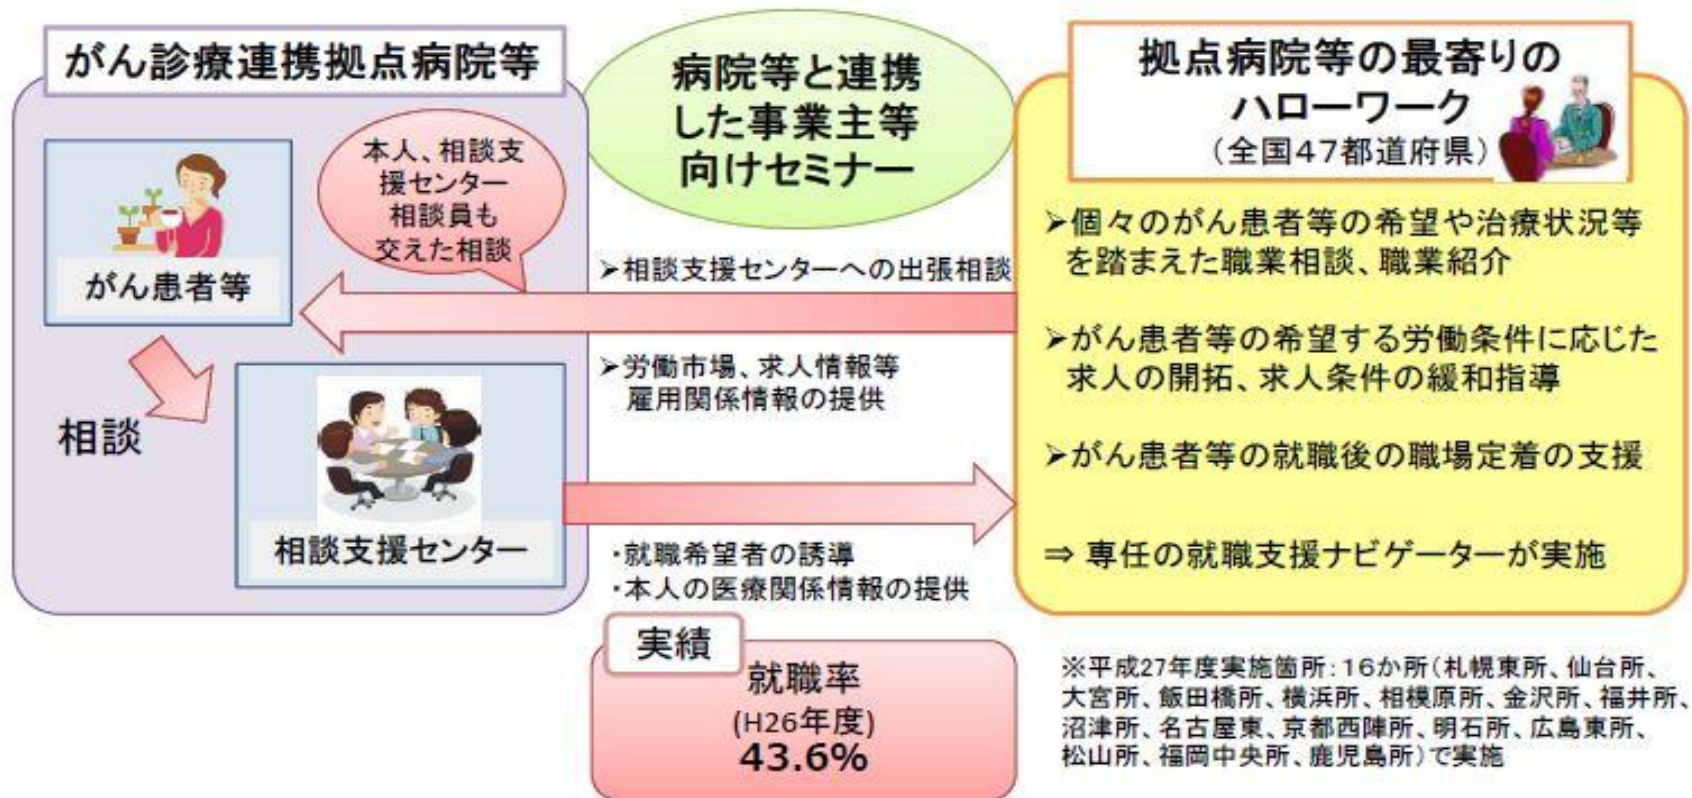 がん診療連携拠点病院等
がん患者等
本人、相談支
援センター
相談員も
交えた相談
相談
相談支援センター
病院等と連携
した事業主等
向けセミナー
➢相談支援センターへの出張相談
➢労働市場、求人情報等
雇用関係情報の提供
・就職希望者の誘導
・本人の医療関係情報の提供
拠点病院等の最寄りの
ハローワーク
（全国47都道府県）
➢個々のがん患者等の希望や治療状況等
を踏まえた職業相談、職業紹介
➢がん患者等の希望する労働条件に応じた
求人の開拓、求人条件の緩和指導
➢がん患者等の就職後の職場定着の支援
⇒ 専任の就職支援ナビゲーターが実施
実績
就職率
(H26年度)
43.6%
※平成27年度実施箇所：16か所（札幌東所、仙台所、
大宮所、飯田橋所、横浜所、相模原所、金沢所、福井所、
沼津所、名古屋東、京都西陣所、明石所、広島東所、
松山所、福岡中央所、鹿児島所）で実施